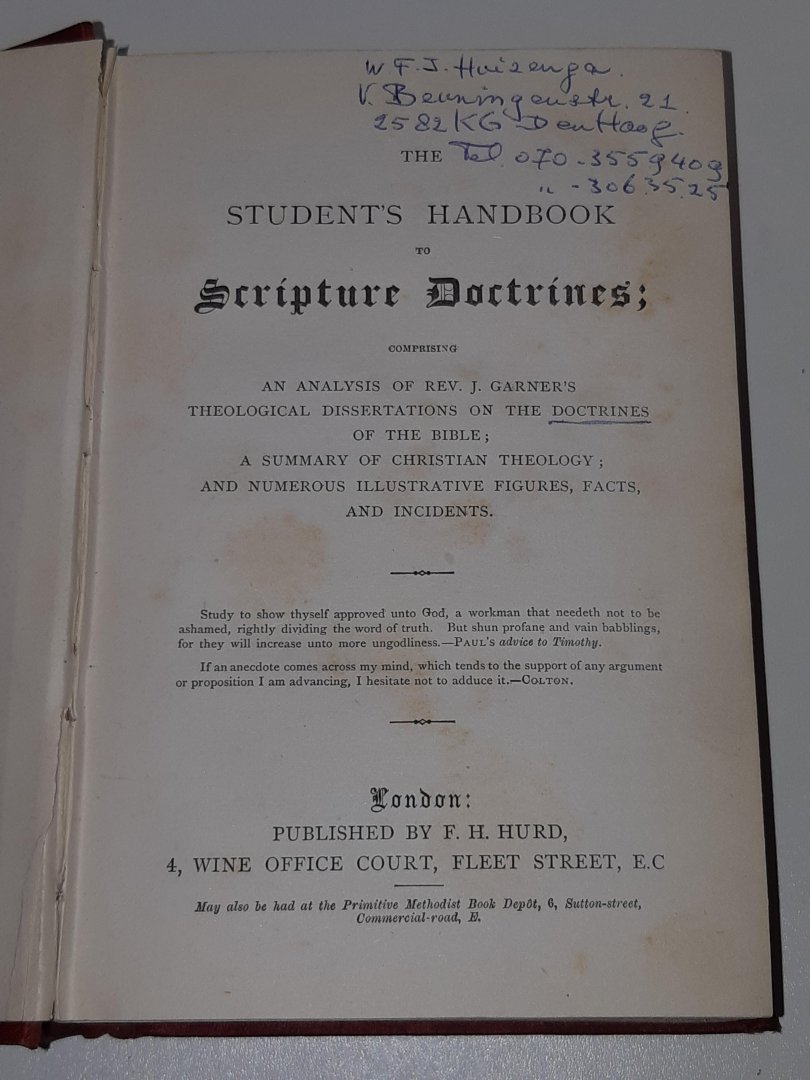 W F. J. Huizenga.
V. Beuningenstr. 21.
2582 KG Den Haag.
Tel. 070-3559409
" -3063525
THE
STUDENT'S HANDBOOK
TO
Scripture Doctrines;
COMPRISING
AN ANALYSIS OF REV. J. GARNER'S
THEOLOGICAL DISSERTATIONS ON THE DOCTRINES
OF THE BIBLE;
A SUMMARY OF CHRISTIAN THEOLOGY;
AND NUMEROUS ILLUSTRATIVE FIGURES, FACTS,
AND INCIDENTS.
Study to show thyself approved unto God, a workman that needeth not to be
ashamed, rightly dividing the word of truth. But shun profane and vain babblings,
for they will increase unto more ungodliness.—PAUL'S advice to Timothy.
If an anecdote comes across my mind, which tends to the support of any argument
or proposition I am advancing, I hesitate not to adduce it.—COLTON.
London:
PUBLISHED BY F. H. HURD,
4, WINE OFFICE COURT, FLEET STREET, E.C
May also be had at the Primitive Methodist Book Depôt, 6, Sutton-street,
Commercial-road, E.